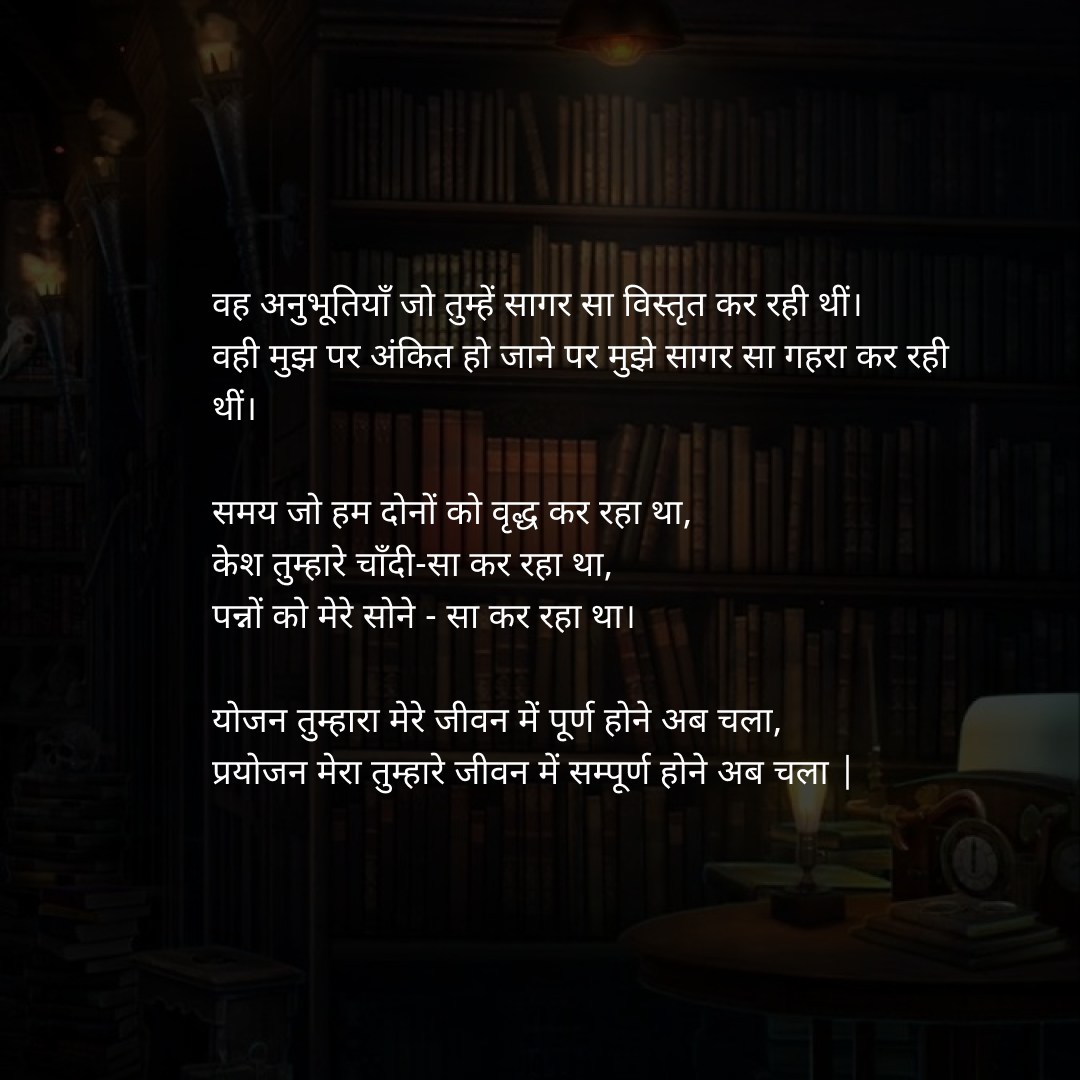 वह अनुभूतियाँ जो तुम्हें सागर सा विस्तृत कर रही थीं।
वही मुझ पर अंकित हो जाने पर मुझे सागर सा गहरा कर रही
थीं।
समय जो हम दोनों को वृद्ध कर रहा था,
केश तुम्हारे चाँदी-सा कर रहा था,
पन्नों को मेरे सोने - सा कर रहा था।
योजन तुम्हारा मेरे जीवन में पूर्ण होने अब चला,
प्रयोजन मेरा तुम्हारे जीवन में सम्पूर्ण होने अब चला |